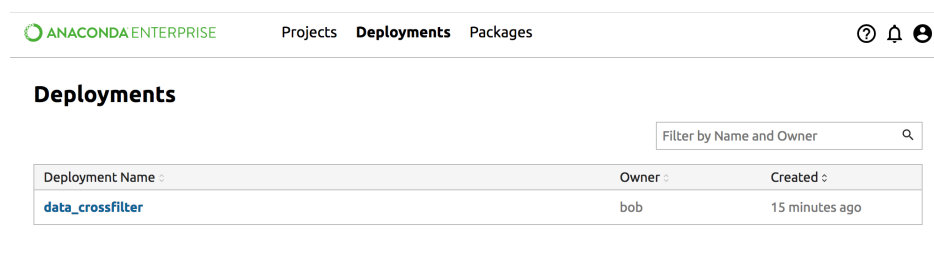 ANACONDA ENTERPRISE Projects Deployments Packages
Deployments
Filter by Name and Owner
Deployment Name Owner Created
data_crossfilter bob 15 minutes ago